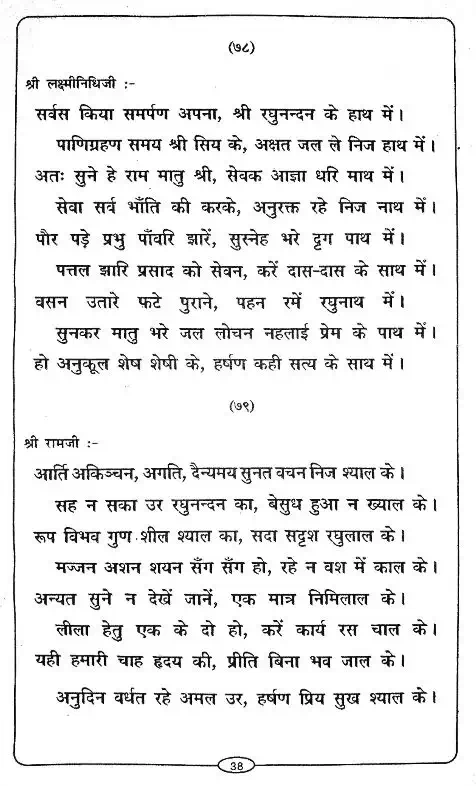 (७८)
श्री लक्ष्मीनिधिजी :-
सर्वस किया समर्पण अपना, श्री रघुनन्दन के हाथ में।
पाणिग्रहण समय श्री सिय के, अक्षत जल ले निज हाथ में।
अतः सुने हे राम मातु श्री, सेवक आज्ञा धरि माथ में।
सेवा सर्व भाँति की करके, अनुरक्त रहे निज नाथ में।
पौर पड़े प्रभु पाँवरि झारें, सुस्नेह भरे दृग पाथ में।
पत्तल झारि प्रसाद को सेवन, करें दास-दास के साथ में।
वसन उतारे फटे पुराने, पहन रमें रघुनाथ में।
सुनकर मातु भरे जल लोचन नहलाई प्रेम के पाथ में।
हो अनुकूल शेष शेषी के, हर्षण कही सत्य के साथ में।
(७९)
श्री रामजी :-
आर्ति अकिञ्चन, अगति, दैन्यमय सुनत वचन निज श्याल के।
सह न सका उर रघुनन्दन का, बेसुध हुआ न ख्याल के।
रूप विभव गुण शील श्याल का, सदा सदृश रघुलाल के।
मज्जन अशन शयन सँग सँग हो, रहे न वश में काल के।
अन्यत सुने न देखें जानें, एक मात्र निमिलाल के।
लीला हेतु एक के दो हो, करें कार्य रस चाल के।
यही हमारी चाह हृदय की, प्रीति बिना भव जाल के।
अनुदिन वर्धत रहे अमल उर, हर्षण प्रिय सुख श्याल के।
38